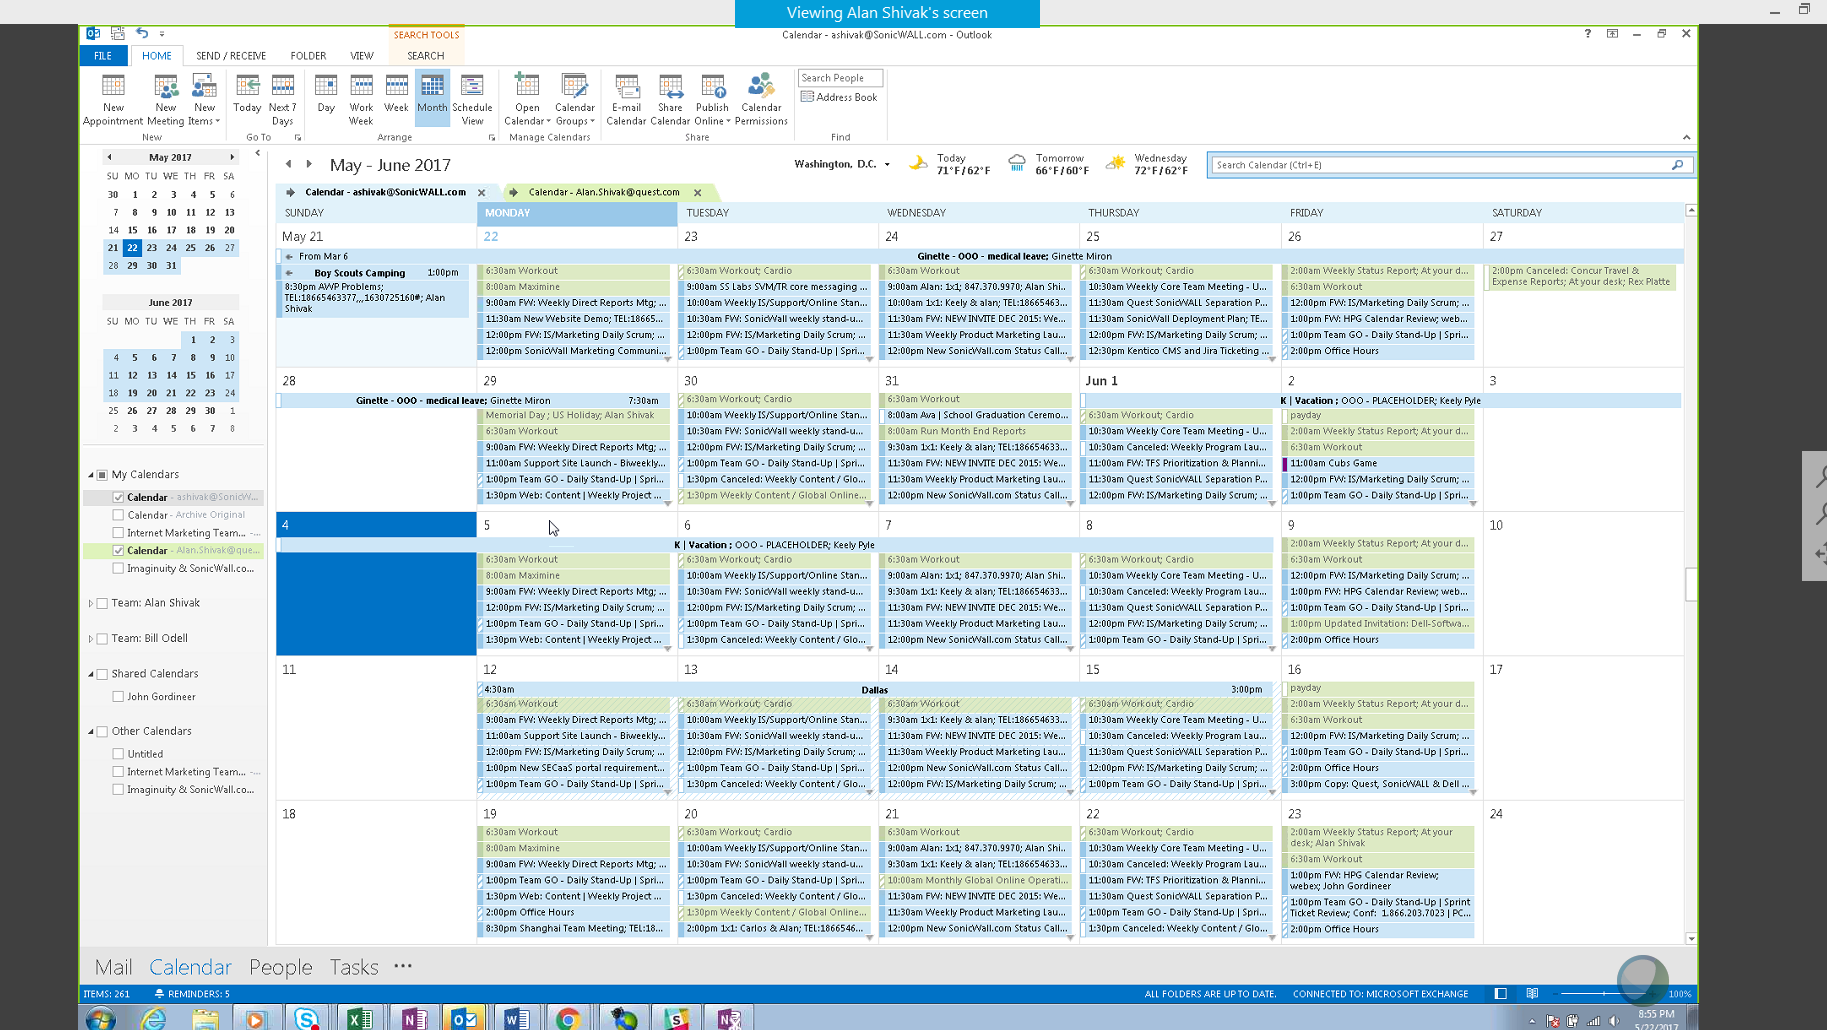 Viewing Alan Shivak's screen
SEARCH TOOLS
Calendar - ashivak@SonicWALL.com - Outlook
FILE HOME SEND / RECEIVE FOLDER VIEW SEARCH
New Appointment
New Meeting
New Items
Today
Next 7 Days
Day
Work Week
Week
Month
Schedule View
Open Calendar
Calendar Groups
E-mail Calendar
Share Calendar
Publish Online
Calendar Permissions
Search People
Address Book
New Go To Arrange Manage Calendars Share Find
May 2017
SU MO TU WE TH FR SA
30 1 2 3 4 5 6
7 8 9 10 11 12 13
14 15 16 17 18 19 20
21 22 23 24 25 26 27
28 29 30 31
June 2017
SU MO TU WE TH FR SA
1 2 3
4 5 6 7 8 9 10
11 12 13 14 15 16 17
18 19 20 21 22 23 24
25 26 27 28 29 30 1
2 3 4 5 6 7 8
My Calendars
Calendar - ashivak@SonicW...
Calendar - Archive Original
Internet Marketing Team... -...
Calendar - Alan.Shivak@que...
Imaginuity & SonicWal.co...
Team: Alan Shivak
Team: Bill Odell
Shared Calendars
John Gordineer
Other Calendars
Untitled
Internet Marketing Team... -...
Imaginuity & SonicWal.co...
May - June 2017
Washington, D.C.
Today 71°F/62°F
Tomorrow 66°F/60°F
Wednesday 72°F/62°F
Search Calendar (Ctrl+E)
Calendar - ashivak@SonicWALL.com
Calendar - Alan.Shivak@quest.com
SUNDAY MONDAY TUESDAY WEDNESDAY THURSDAY FRIDAY SATURDAY
May 21 22 23 24 25 26 27
From Mar 6
Ginette - OOO - medical leave; Ginette Miron
Boy Scouts Camping 1:00pm
8:30pm AWP Problems;
TEL:18665463377,,,1630725160#; Alan
Shivak
6:30am Workout
8:00am Maximine
9:00am FW: Weekly Direct Reports Mtg; ...
11:30am New Website Demo; TEL:18665...
12:00pm FW: IS/Marketing Daily Scrum; ...
12:00pm SonicWall Marketing Communi...
6:30am Workout; Cardio
9:00am SS Labs SVM/TR core messaging ...
10:00am Weekly IS/Support/Online Stan...
10:30am FW: SonicWall weekly stand-u...
12:00pm FW: IS/Marketing Daily Scrum; ...
1:00pm Team GO - Daily Stand-Up | Spri...
6:30am Workout
9:00am Alan: 1x1; 847.370.9970; Alan Shi...
10:00am 1x1: Keely & alan; TEL:1866546...
11:30am FW: NEW INVITE DEC 2015: We...
11:30am Weekly Product Marketing Lau...
12:00pm New SonicWall.com Status Call...
6:30am Workout; Cardio
10:30am Weekly Core Team Meeting - U...
11:30am Quest SonicWALL Separation P...
11:30am SonicWall Deployment Plan; TE...
12:00pm FW: IS/Marketing Daily Scrum; ...
12:30pm Kentico CMS and Jira Ticketing ...
2:00am Weekly Status Report; At your d...
6:30am Workout
12:00pm FW: IS/Marketing Daily Scrum; ...
1:00pm FW: HPG Calendar Review; web...
1:00pm Team GO - Daily Stand-Up | Spri...
2:00pm Office Hours
2:00pm Canceled: Concur Travel &
Expense Reports; At your desk; Rex Platte
28 29 30 31 Jun 1 2 3
Ginette - OOO - medical leave; Ginette Miron 7:30am
K | Vacation ; OOO - PLACEHOLDER; Keely Pyle
Memorial Day ; US Holiday; Alan Shivak
6:30am Workout
9:00am FW: Weekly Direct Reports Mtg; ...
11:00am Support Site Launch - Biweekly...
1:00pm Team GO - Daily Stand-Up | Spri...
1:30pm Web: Content | Weekly Project ...
6:30am Workout; Cardio
10:00am Weekly IS/Support/Online Stan...
10:30am FW: SonicWall weekly stand-u...
12:00pm FW: IS/Marketing Daily Scrum; ...
1:00pm Team GO - Daily Stand-Up | Spri...
1:30pm Canceled: Weekly Content / Glo...
1:30pm Weekly Content / Global Online...
6:30am Workout
8:00am Ava | School Graduation Ceremo...
8:00am Run Month End Reports
9:30am 1x1: Keely & alan; TEL:186654633...
11:30am FW: NEW INVITE DEC 2015: We...
11:30am Weekly Product Marketing Lau...
12:00pm New SonicWall.com Status Call...
6:30am Workout; Cardio
10:30am Weekly Core Team Meeting - U...
10:30am Canceled: Weekly Program Lau...
11:00am FW: TFS Prioritization & Planni...
11:30am Quest SonicWALL Separation P...
12:00pm FW: IS/Marketing Daily Scrum; ...
payday
2:00am Weekly Status Report; At your d...
6:30am Workout
11:00am Cubs Game
12:00pm FW: IS/Marketing Daily Scrum; ...
1:00pm Team GO - Daily Stand-Up | Spri...
4 5 6 7 8 9 10
K | Vacation ; OOO - PLACEHOLDER; Keely Pyle
6:30am Workout
8:00am Maximine
9:00am FW: Weekly Direct Reports Mtg; ...
12:00pm FW: IS/Marketing Daily Scrum; ...
1:00pm Team GO - Daily Stand-Up | Spri...
1:30pm Web: Content | Weekly Project ...
6:30am Workout; Cardio
10:00am Weekly IS/Support/Online Stan...
10:30am FW: SonicWall weekly stand-u...
12:00pm FW: IS/Marketing Daily Scrum; ...
1:00pm Team GO - Daily Stand-Up | Spri...
1:30pm Canceled: Weekly Content / Glo...
6:30am Workout
9:00am Alan: 1x1; 847.370.9970; Alan Shi...
9:30am 1x1: Keely & alan; TEL:186654633...
11:30am FW: NEW INVITE DEC 2015: We...
11:30am Weekly Product Marketing Lau...
12:00pm New SonicWall.com Status Call...
6:30am Workout; Cardio
10:30am Weekly Core Team Meeting - U...
10:30am Canceled: Weekly Program Lau...
11:30am Quest SonicWALL Separation P...
12:00pm FW: IS/Marketing Daily Scrum; ...
1:00pm Team GO - Daily Stand-Up | Spri...
2:00am Weekly Status Report; At your d...
6:30am Workout
12:00pm FW: IS/Marketing Daily Scrum; ...
1:00pm FW: HPG Calendar Review; web...
1:00pm Team GO - Daily Stand-Up | Spri...
1:00pm Updated Invitation: Dell-Softwa...
2:00pm Office Hours
11 12 13 14 15 16 17
4:30am Dallas 3:00pm
6:30am Workout
9:00am FW: Weekly Direct Reports Mtg; ...
11:00am Support Site Launch - Biweekly...
12:00pm FW: IS/Marketing Daily Scrum; ...
1:00pm New SECaaS portal requirement...
1:00pm Team GO - Daily Stand-Up | Spri...
6:30am Workout; Cardio
10:00am Weekly IS/Support/Online Stan...
10:30am FW: SonicWall weekly stand-u...
12:00pm FW: IS/Marketing Daily Scrum; ...
1:00pm Team GO - Daily Stand-Up | Spri...
1:30pm Canceled: Weekly Content / Glo...
6:30am Workout
9:30am 1x1: Keely & alan; TEL:186654633...
11:30am FW: NEW INVITE DEC 2015: We...
11:30am Weekly Product Marketing Lau...
12:00pm New SonicWall.com Status Call...
12:00pm FW: IS/Marketing Daily Scrum; ...
6:30am Workout; Cardio
10:30am Weekly Core Team Meeting - U...
10:30am Canceled: Weekly Program Lau...
11:30am Quest SonicWALL Separation P...
12:00pm FW: IS/Marketing Daily Scrum; ...
1:00pm Team GO - Daily Stand-Up | Spri...
payday
2:00am Weekly Status Report; At your d...
6:30am Workout
12:00pm FW: IS/Marketing Daily Scrum; ...
1:00pm Team GO - Daily Stand-Up | Spri...
2:00pm Office Hours
3:00pm Copy: Quest, SonicWALL & Dell ...
18 19 20 21 22 23 24
6:30am Workout
8:00am Maximine
9:00am FW: Weekly Direct Reports Mtg; ...
1:00pm Team GO - Daily Stand-Up | Spri...
1:30pm Web: Content | Weekly Project ...
2:00pm Office Hours
8:30pm Shanghai Team Meeting; TEL:18...
6:30am Workout; Cardio
10:00am Weekly IS/Support/Online Stan...
10:30am FW: SonicWall weekly stand-u...
1:00pm Team GO - Daily Stand-Up | Spri...
1:30pm Canceled: Weekly Content / Glo...
1:30pm Weekly Content / Global Online...
2:00pm 1x1: Carlos & Alan; TEL:1866546...
6:30am Workout
9:00am Alan: 1x1; 847.370.9970; Alan Shi...
9:30am 1x1: Keely & alan; TEL:186654633...
10:00am Monthly Global Online Operati...
11:30am FW: NEW INVITE DEC 2015: We...
11:30am Weekly Product Marketing Lau...
12:00pm New SonicWall.com Status Call...
6:30am Workout; Cardio
10:30am Weekly Core Team Meeting - U...
10:30am Canceled: Weekly Program Lau...
11:00am FW: TFS Prioritization & Planni...
11:30am Quest SonicWALL Separation P...
1:00pm Team GO - Daily Stand-Up | Spri...
1:30pm Canceled: Weekly Content / Glo...
2:00am Weekly Status Report; At your
desk; Alan Shivak
6:30am Workout
1:00pm FW: HPG Calendar Review;
webex; John Gordineer
1:00pm Team GO - Daily Stand-Up | Sprint
Ticket Review; Conf: 1.866.203.7023 | PC...
2:00pm Office Hours
Mail Calendar People Tasks ...
ITEMS: 261 REMINDERS: 5
ALL FOLDERS ARE UP TO DATE. CONNECTED TO: MICROSOFT EXCHANGE 100%
8:55 PM
5/22/2017